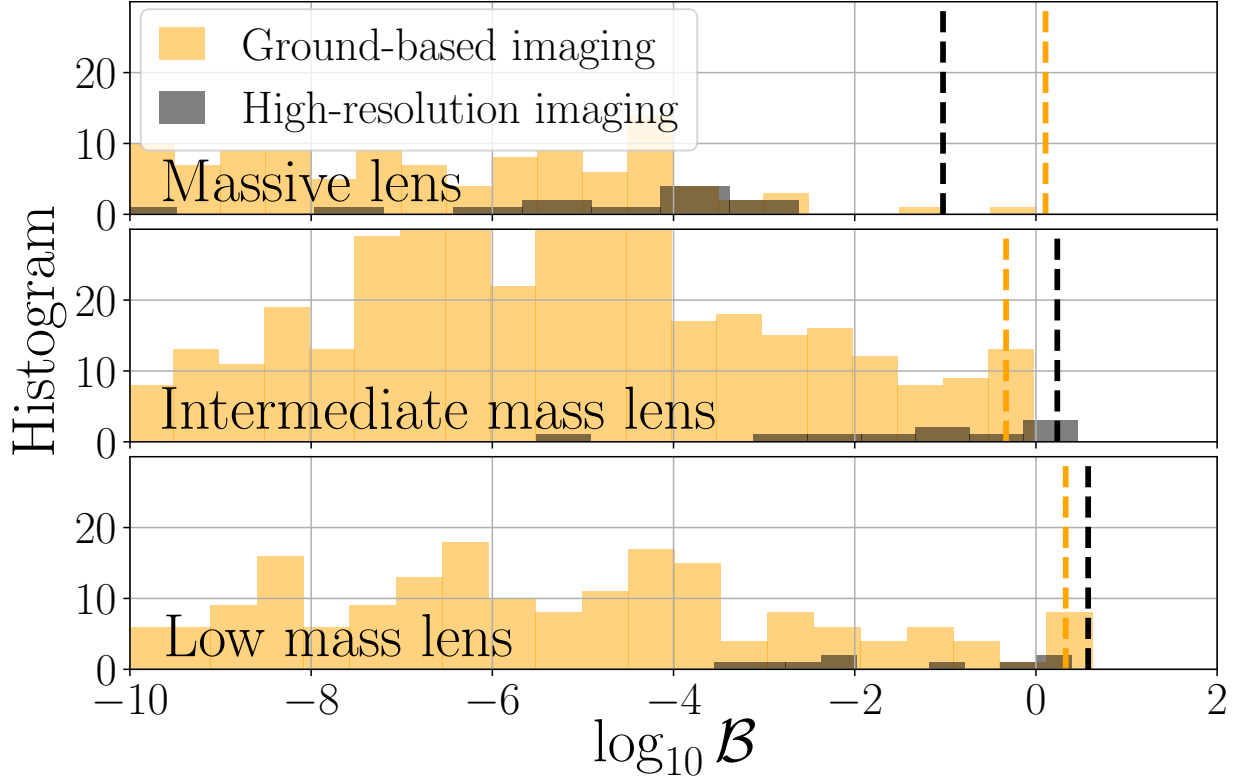 Ground-based imaging
High-resolution imaging
20
10
0
Massive lens
Histogram
20
10
0
Intermediate mass lens
20
10
0
Low mass lens
−10 −8 −6 −4 −2 0 2
log₁₀ ℬ